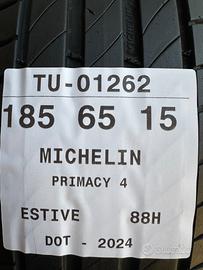 TU-01262
185 65 15
MICHELIN
PRIMACY 4
ESTIVE 88H
DOT - 2024